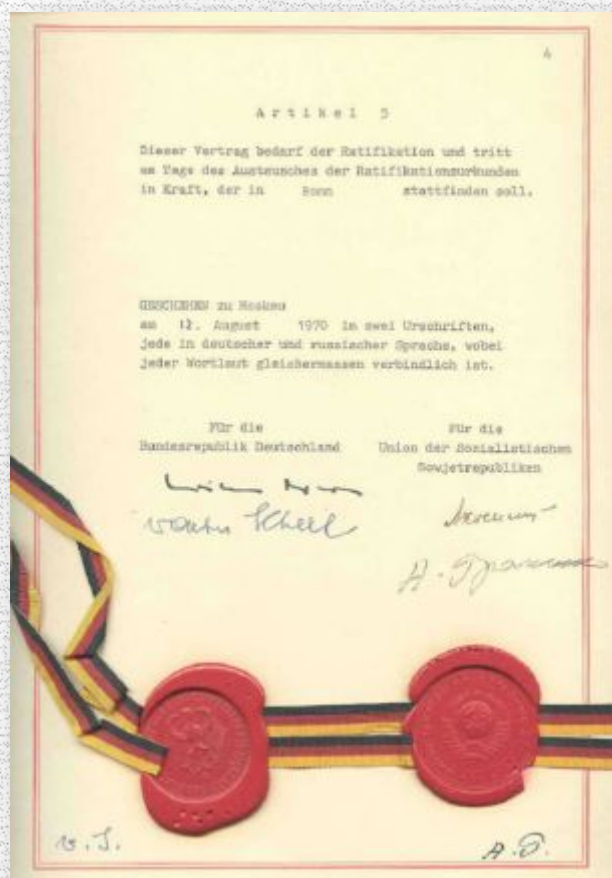 4
Artikel 5
Dieser Vertrag bedarf der Ratifikation und tritt
am Tage des Austausches der Ratifikationsurkunden
in Kraft, der in Bonn stattfinden soll.
GESCHEHEN zu Moskau
am 12. August 1970 in zwei Urschriften,
jede in deutscher und russischer Sprache, wobei
jeder Wortlaut gleichermassen verbindlich ist.
Für die
Bundesrepublik Deutschland
Für die
Union der Sozialistischen
Sowjetrepubliken
Walter Scheel
А. Громыко
А. Г.